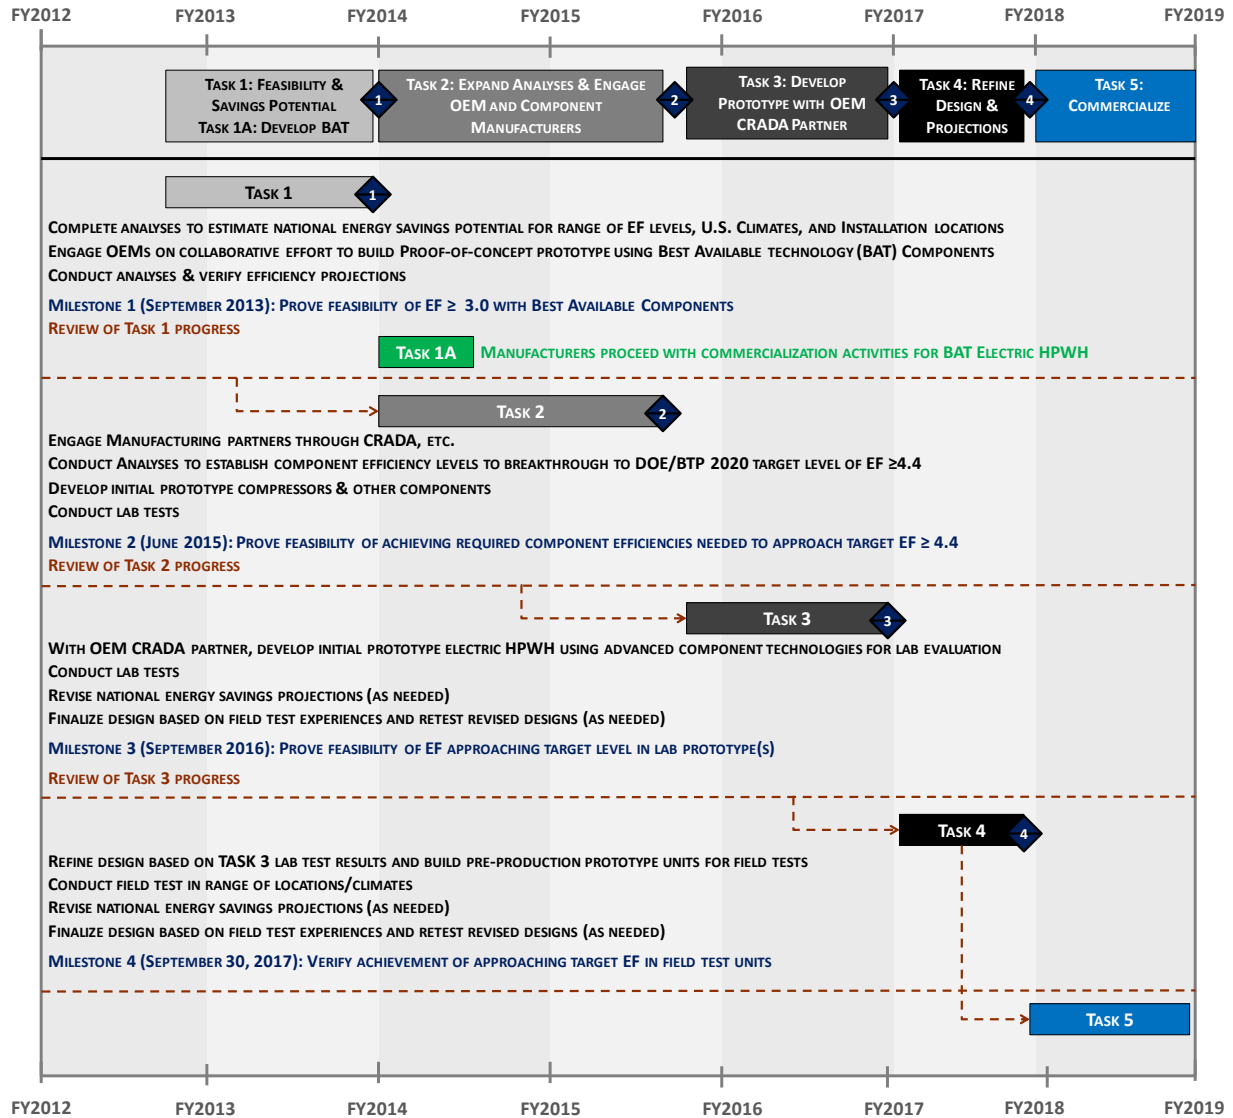 FY2012 FY2013 FY2014 FY2015 FY2016 FY2017 FY2018 FY2019
Task 1: Feasibility &
Savings Potential
Task 1A: Develop BAT
1
Task 2: Expand Analyses & Engage
OEM and Component
Manufacturers
2
Task 3: Develop
Prototype with OEM
CRADA Partner
3
Task 4: Refine
Design &
Projections
4
Task 5:
Commercialize
Task 1
1
Complete analyses to estimate national energy savings potential for range of EF levels, U.S. Climates, and Installation locations
Engage OEMs on collaborative effort to build Proof-of-concept prototype using Best Available technology (BAT) Components
Conduct analyses & verify efficiency projections
Milestone 1 (September 2013): Prove feasibility of EF ≥ 3.0 with Best Available Components
Review of Task 1 progress
Task 1A
Manufacturers proceed with commercialization activities for BAT Electric HPWH
Task 2
2
Engage Manufacturing partners through CRADA, etc.
Conduct Analyses to establish component efficiency levels to breakthrough to DOE/BTP 2020 target level of EF ≥4.4
Develop initial prototype compressors & other components
Conduct lab tests
Milestone 2 (June 2015): Prove feasibility of achieving required component efficiencies needed to approach target EF ≥ 4.4
Review of Task 2 progress
Task 3
3
With OEM CRADA partner, develop initial prototype electric HPWH using advanced component technologies for lab evaluation
Conduct lab tests
Revise national energy savings projections (as needed)
Finalize design based on field test experiences and retest revised designs (as needed)
Milestone 3 (September 2016): Prove feasibility of EF approaching target level in lab prototype(s)
Review of Task 3 progress
Task 4
4
Refine design based on TASK 3 lab test results and build pre-production prototype units for field tests
Conduct field test in range of locations/climates
Revise national energy savings projections (as needed)
Finalize design based on field test experiences and retest revised designs (as needed)
Milestone 4 (September 30, 2017): Verify achievement of approaching target EF in field test units
Task 5
FY2012 FY2013 FY2014 FY2015 FY2016 FY2017 FY2018 FY2019